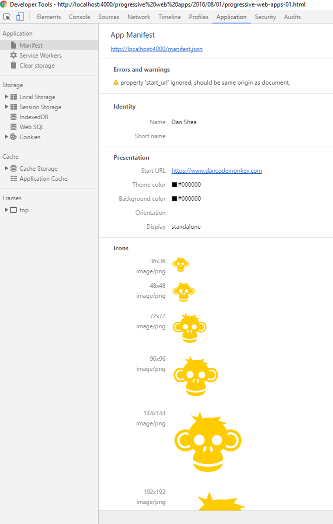 Developer Tools - http://localhost:4000/progressive%20web%20apps/2016/08/01/progressive-web-apps-01.html
Elements Console Sources Network Timeline Profiles Application Security Audits
Application
Manifest
Service Workers
Clear storage
Storage
Local Storage
Session Storage
IndexedDB
Web SQL
Cookies
Cache
Cache Storage
Application Cache
Frames
top
App Manifest
http://localhost:4000/manifest.json
Errors and warnings
property 'start_url' ignored, should be same origin as document.
Identity
Name Dan Shea
Short name
Presentation
Start URL https://www.dancodemonkey.com
Theme color #000000
Background color #000000
Orientation
Display standalone
Icons
36x36
image/png
48x48
image/png
72x72
image/png
96x96
image/png
144x144
image/png
192x192
image/png